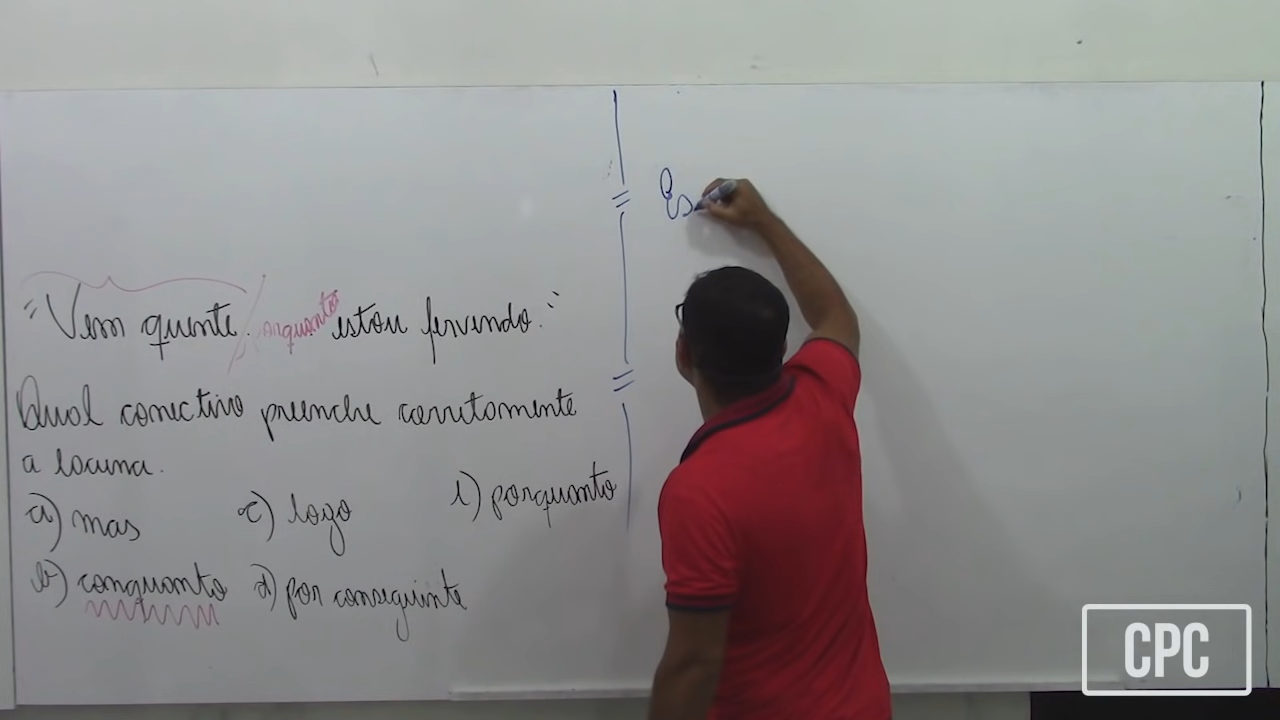 "Vem quente conquanto estou fervendo."
Qual conectivo preenche corretamente
a lacuna.
a) mas c) logo e) porquanto
b) conquanto d) por conseguinte
Es
CPC